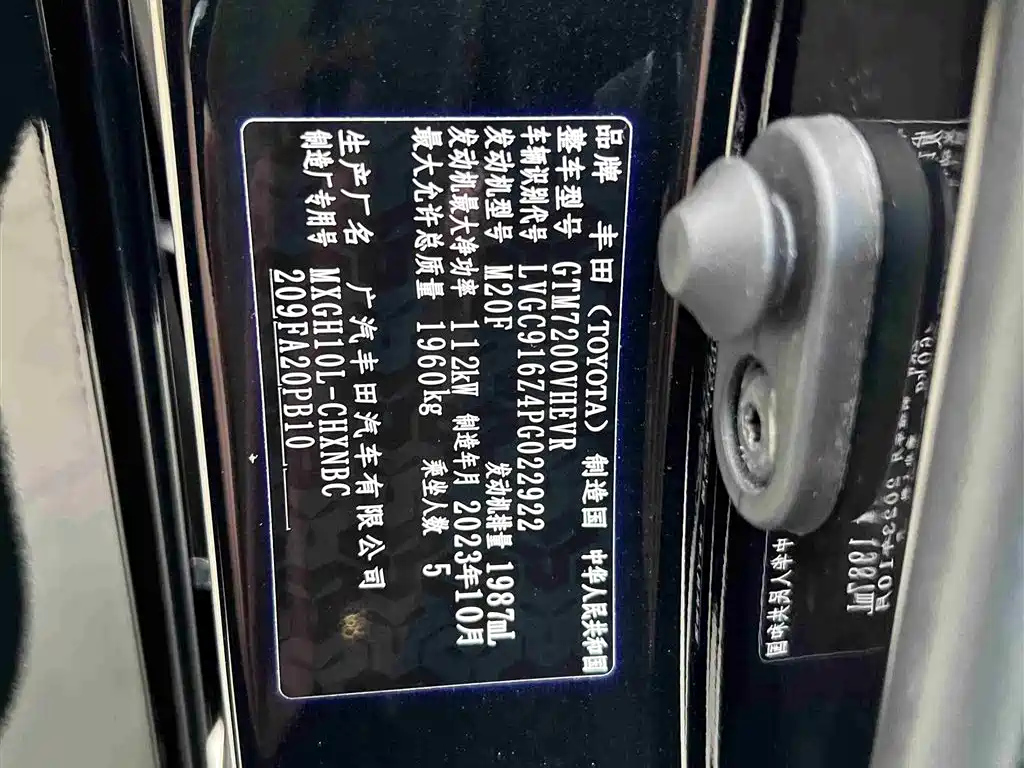 品牌 丰田（TOYOTA） 制造国 中华人民共和国
整车型号 GTM7200VHEVR
车辆识别代号 LVGC916Z4PG022922
发动机型号 M20F 发动机排量 1987mL
发动机最大净功率 112kW 制造年月 2023年10月
最大允许总质量 1960kg 乘坐人数 5
生产厂名 广汽丰田汽车有限公司
制造厂专用号 MXGH10L-CHXNBC
209FA20PB10